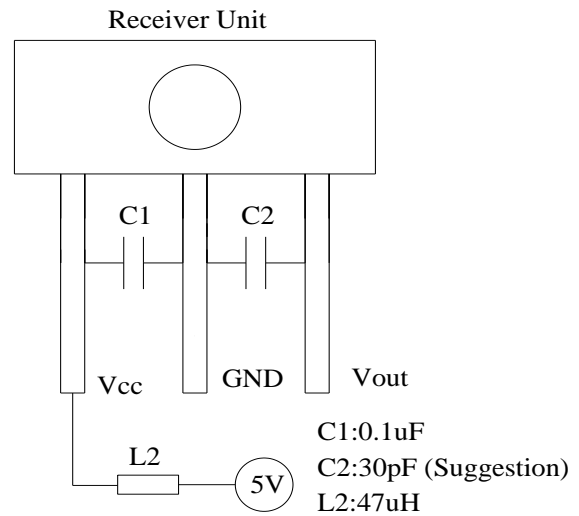 Receiver Unit
C1
C2
Vcc
GND
Vout
L2
5V
C1:0.1uF
C2:30pF (Suggestion)
L2:47uH